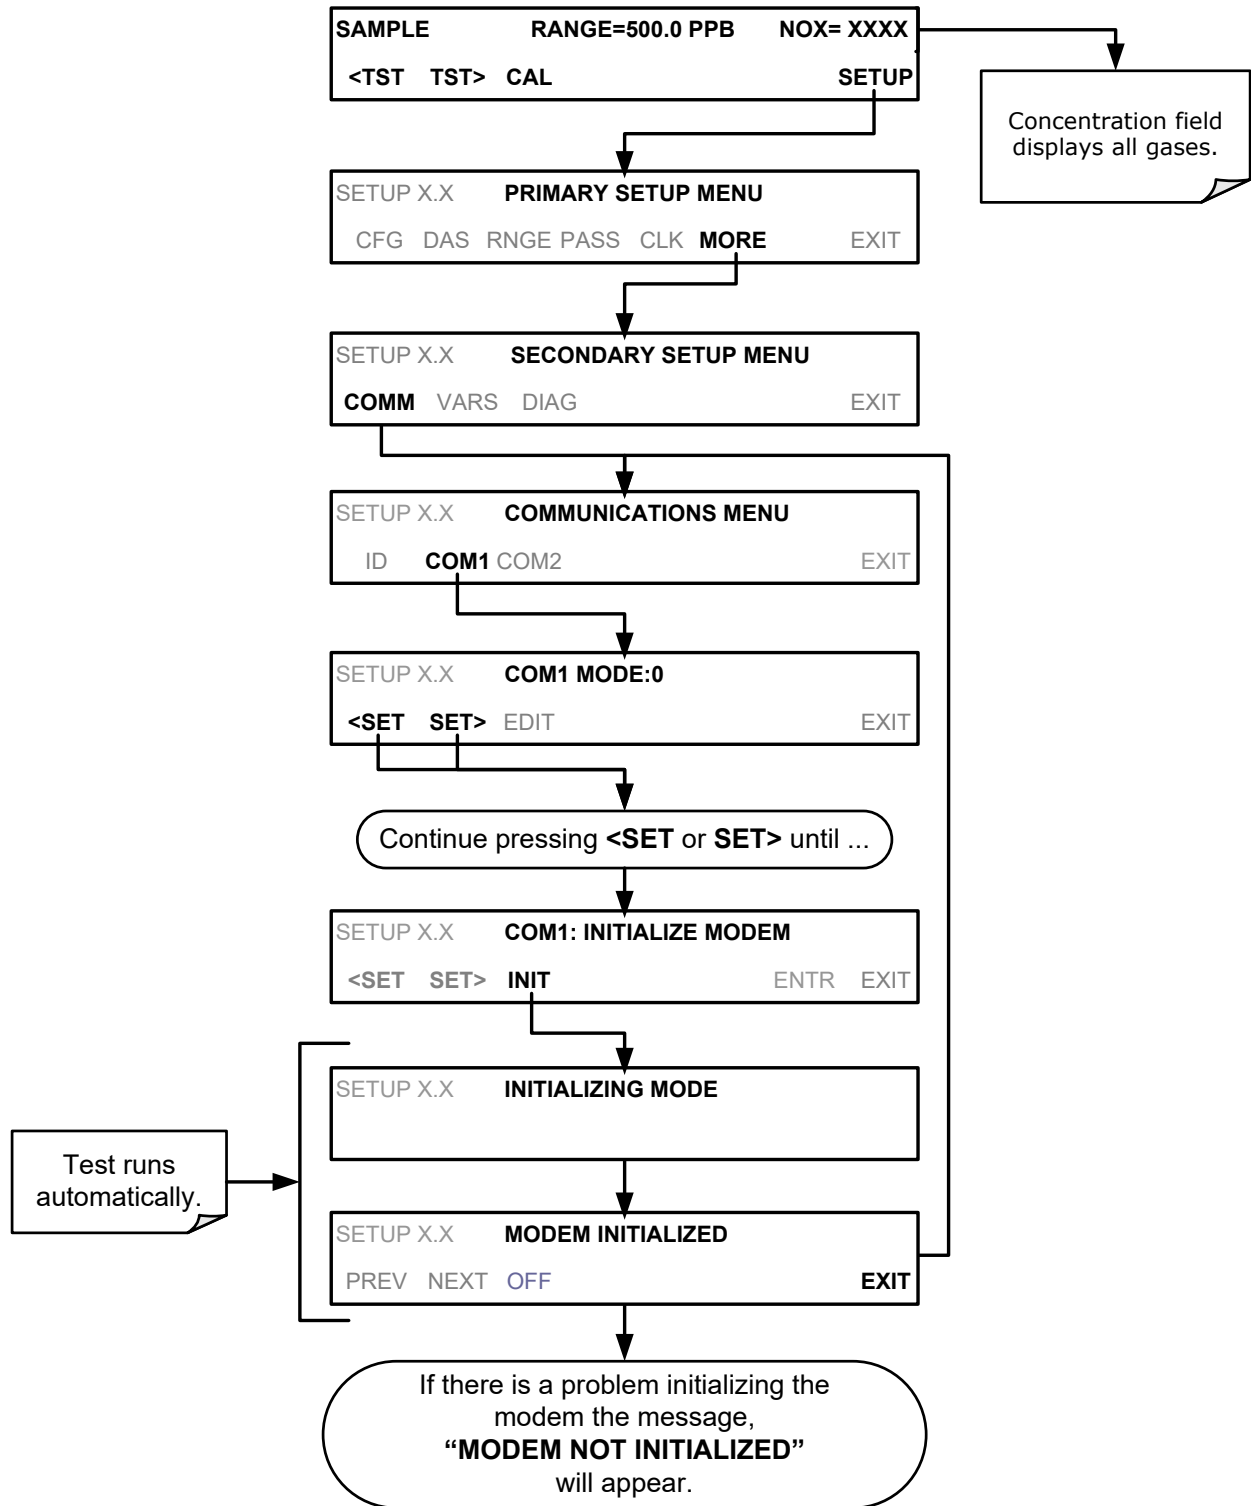 SAMPLE RANGE=500.0 PPB NOX= XXXX
<TST TST> CAL SETUP
Concentration field
displays all gases.
SETUP X.X PRIMARY SETUP MENU
CFG DAS RNGE PASS CLK MORE EXIT
SETUP X.X SECONDARY SETUP MENU
COMM VARS DIAG EXIT
SETUP X.X COMMUNICATIONS MENU
ID COM1 COM2 EXIT
SETUP X.X COM1 MODE:0
<SET SET> EDIT EXIT
Continue pressing <SET or SET> until ...
SETUP X.X COM1: INITIALIZE MODEM
<SET SET> INIT ENTR EXIT
SETUP X.X INITIALIZING MODE
Test runs
automatically.
SETUP X.X MODEM INITIALIZED
PREV NEXT OFF EXIT
If there is a problem initializing the
modem the message,
“MODEM NOT INITIALIZED”
will appear.